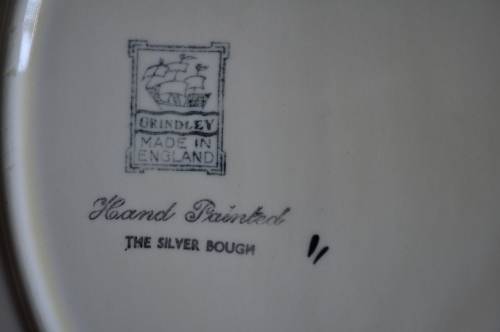 GRINDLEY
MADE IN
ENGLAND
Hand Painted
THE SILVER BOUGH